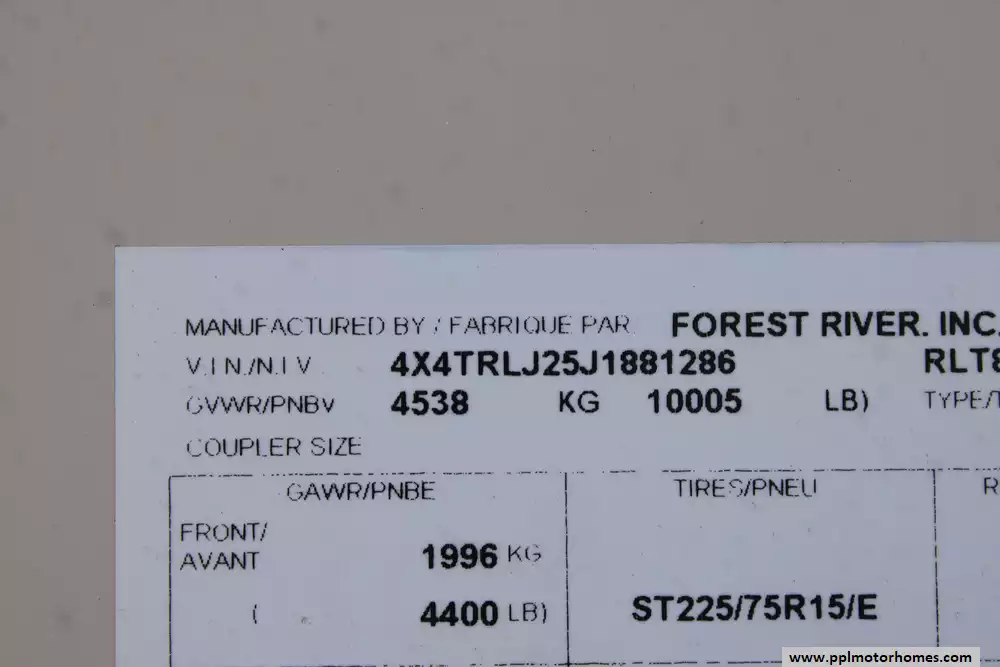 MANUFACTURED BY / FABRIQUE PAR FOREST RIVER. INC.
V.I N./N.I V 4X4TRLJ25J1881286 RLT8
GVWR/PNBV 4538 KG 10005 LB) TYPE/T
COUPLER SIZE
GAWR/PNBE TIRES/PNEU R
FRONT/
AVANT 1996 KG
( 4400 LB) ST225/75R15/E
www.pplmotorhomes.com